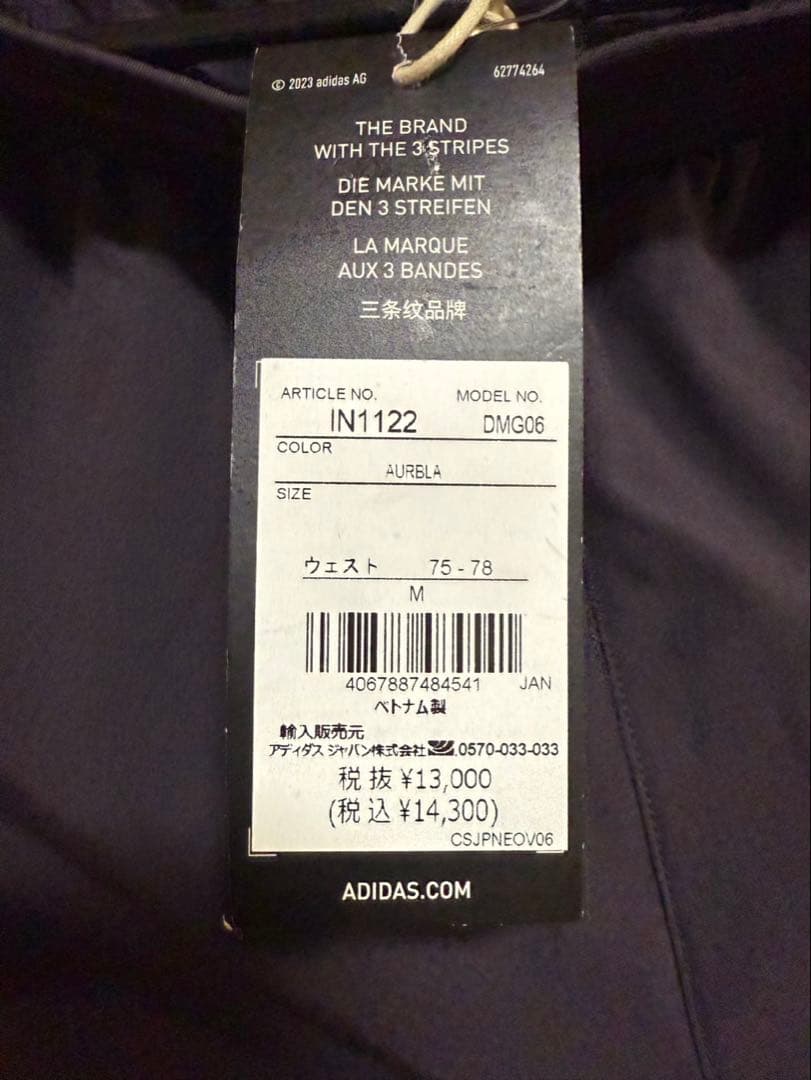 © 2023 adidas AG 62774264
THE BRAND
WITH THE 3 STRIPES
DIE MARKE MIT
DEN 3 STREIFEN
LA MARQUE
AUX 3 BANDES
三条纹品牌
ARTICLE NO. MODEL NO.
IN1122 DMG06
COLOR
AURBLA
SIZE
ウェスト 75 - 78
M
4067887484541 JAN
ベトナム製
輸入販売元
アディダス ジャパン株式会社 .0570-033-033
税抜 ¥13,000
(税込 ¥14,300)
CSJPNEOV06
ADIDAS.COM